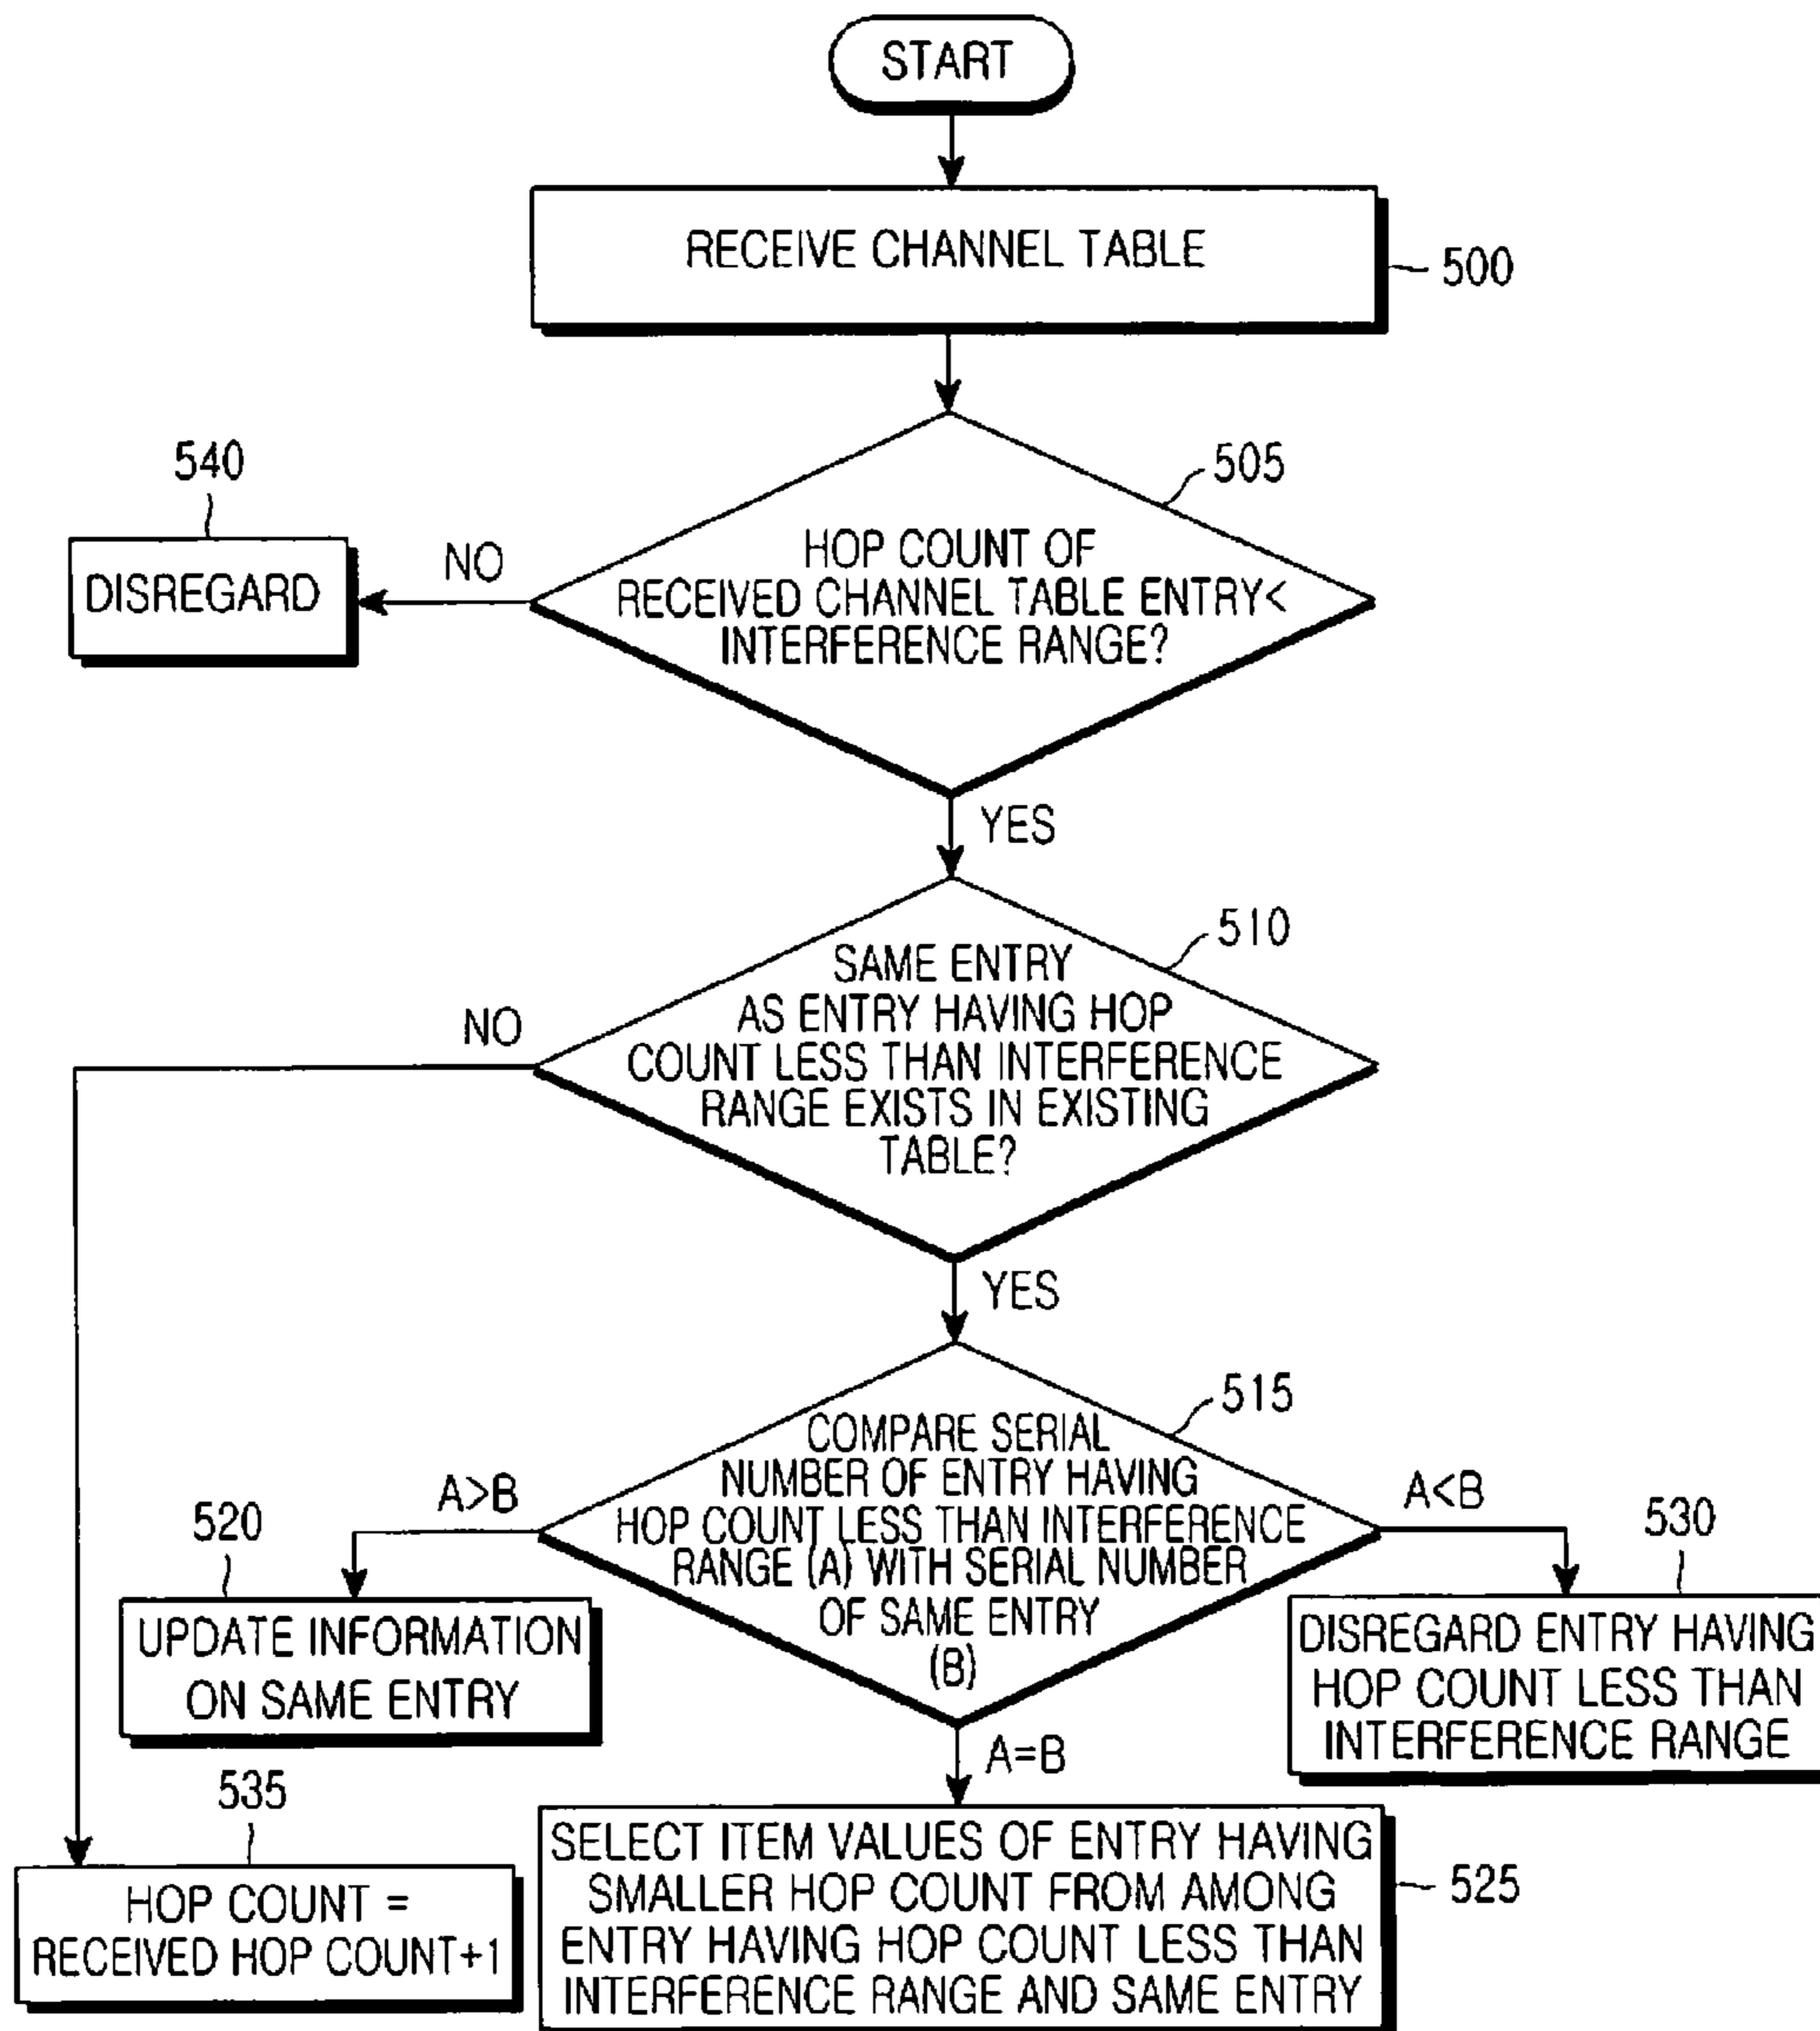 START
RECEIVE CHANNEL TABLE
500
505
540
HOP COUNT OF
RECEIVED CHANNEL TABLE ENTRY<
INTERFERENCE RANGE?
NO
DISREGARD
YES
510
SAME ENTRY
AS ENTRY HAVING HOP
COUNT LESS THAN INTERFERENCE
RANGE EXISTS IN EXISTING
TABLE?
NO
YES
515
COMPARE SERIAL
NUMBER OF ENTRY HAVING
HOP COUNT LESS THAN INTERFERENCE
RANGE (A) WITH SERIAL NUMBER
OF SAME ENTRY
(B)
A>B
A<B
520
530
UPDATE INFORMATION
ON SAME ENTRY
DISREGARD ENTRY HAVING
HOP COUNT LESS THAN
INTERFERENCE RANGE
A=B
535
HOP COUNT =
RECEIVED HOP COUNT+1
SELECT ITEM VALUES OF ENTRY HAVING
SMALLER HOP COUNT FROM AMONG
ENTRY HAVING HOP COUNT LESS THAN
INTERFERENCE RANGE AND SAME ENTRY
525